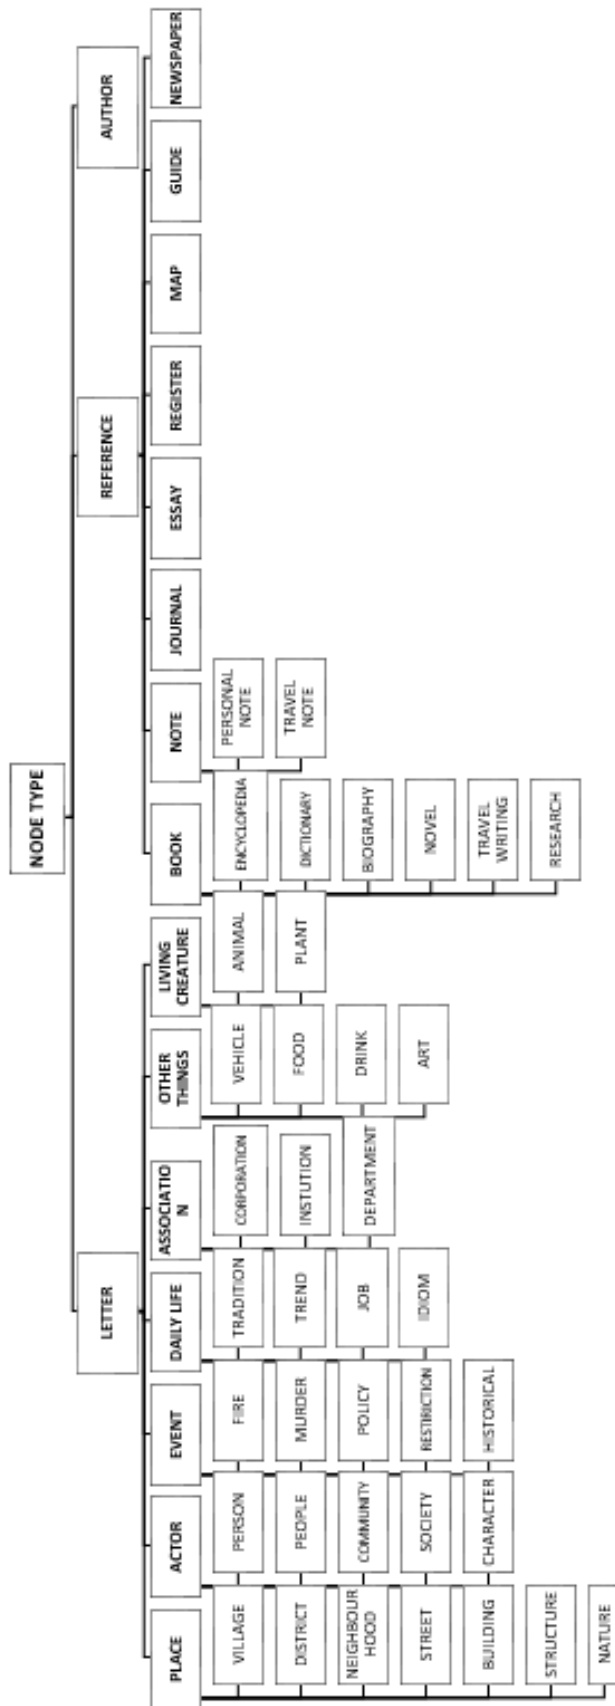 NODE TYPE
LETTER
REFERENCE
AUTHOR
PLACE
ACTOR
EVENT
DAILY LIFE
ASSOCIATIO
N
OTHER
THINGS
LIVING
CREATURE
BOOK
NOTE
JOURNAL
ESSAY
REGISTER
MAP
GUIDE
NEWSPAPER
VILLAGE
DISTRICT
NEIGHBOUR
HOOD
STREET
BUILDING
STRUCTURE
NATURE
PERSON
PEOPLE
COMMUNITY
SOCIETY
CHARACTER
FIRE
MURDER
POLICY
RESTIRICTION
HISTORICAL
TRADITION
TREND
JOB
IDIOM
CORPORATION
INSTUTION
DEPARTMENT
VEHICLE
FOOD
DRINK
ART
ANIMAL
PLANT
ENCYCLOPEDIA
DICTIONARY
BIOGRAPHY
NOVEL
TRAVEL
WRITING
RESEARCH
PERSONAL
NOTE
TRAVEL
NOTE